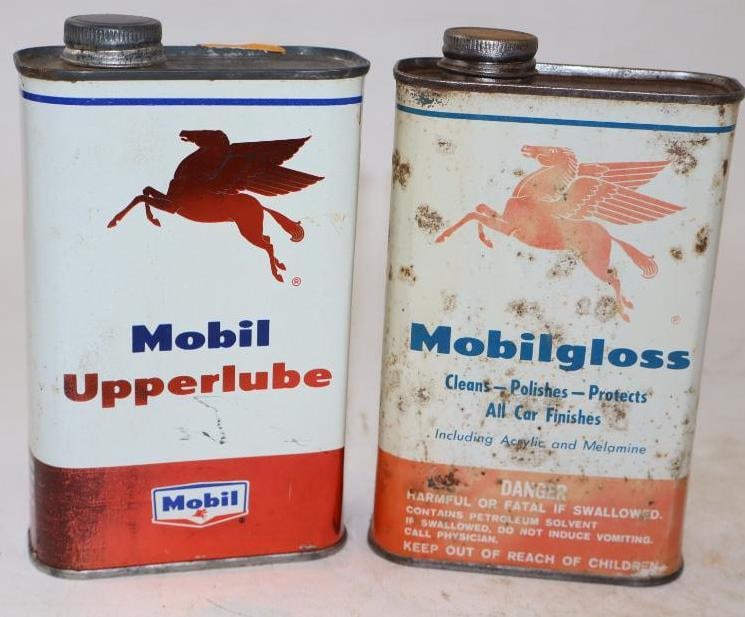 ®
Mobil
Upperlube
Mobil
®
®
Mobilgloss
Cleans — Polishes — Protects
All Car Finishes
Including Acrylic and Melamine
DANGER
HARMFUL OR FATAL IF SWALLOWED.
CONTAINS PETROLEUM SOLVENT
IF SWALLOWED, DO NOT INDUCE VOMITING.
CALL PHYSICIAN.
KEEP OUT OF REACH OF CHILDREN